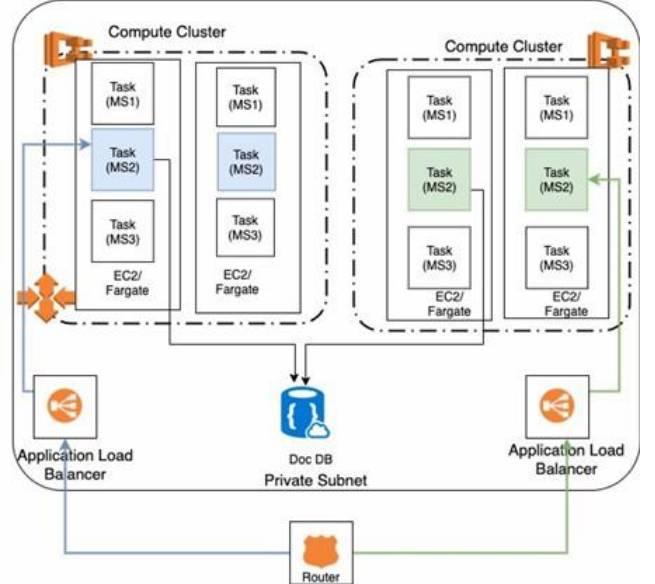 Compute Cluster
Task
(MS1)
Task
(MS2)
Task
(MS3)
EC2/
Fargate
Task
(MS1)
Task
(MS2)
Task
(MS3)
EC2/
Fargate
Compute Cluster
Task
(MS1)
Task
(MS2)
Task
(MS3)
EC2/
Fargate
Task
(MS1)
Task
(MS2)
Task
(MS3)
EC2/
Fargate
Application Load
Balancer
Doc DB
Private Subnet
Application Load
Balancer
Router